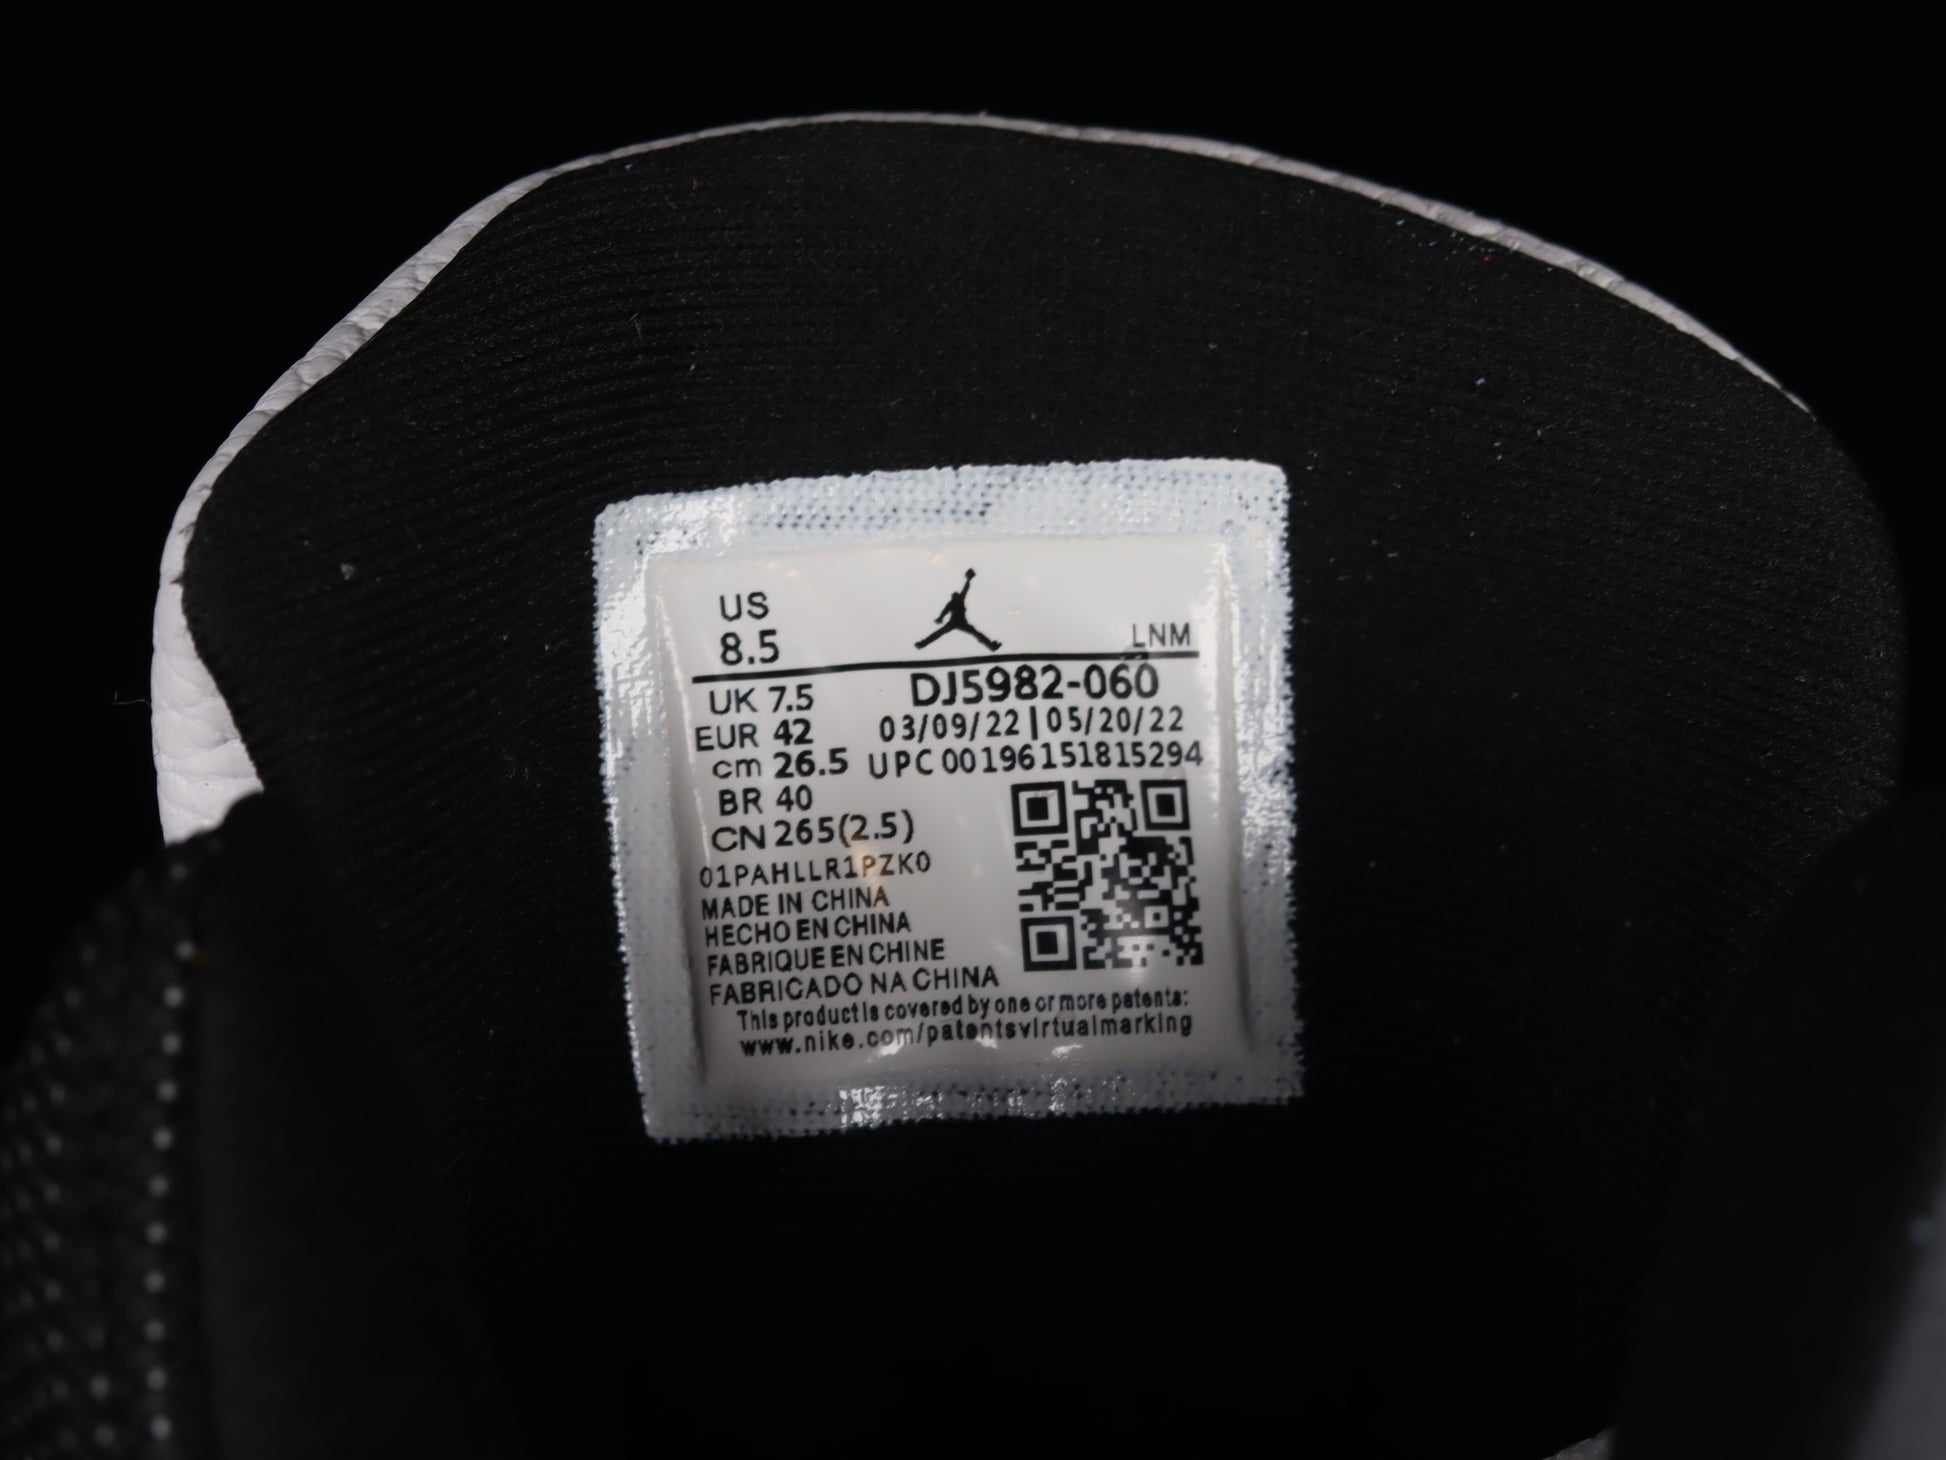 US
8.5
LNM
UK 7.5
DJ5982-060
EUR 42
03/09/22|05/20/22
cm 26.5
UPC 00196151815294
BR 40
CN 265(2.5)
01PAHLLR1PZK0
MADE IN CHINA
HECHO EN CHINA
FABRIQUE EN CHINE
FABRICADO NA CHINA
This product is covered by one or more patents:
www.nike.com/patentsvirtualmarking